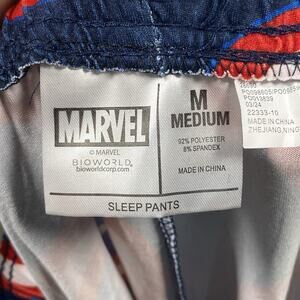 MARVEL
© MARVEL
BIOWORLD
bioworldcorp.com
M
MEDIUM
92% POLYESTER
8% SPANDEX
MADE IN CHINA
SLEEP PANTS
PO013839
03/24
22333-10
MADE IN CHINA